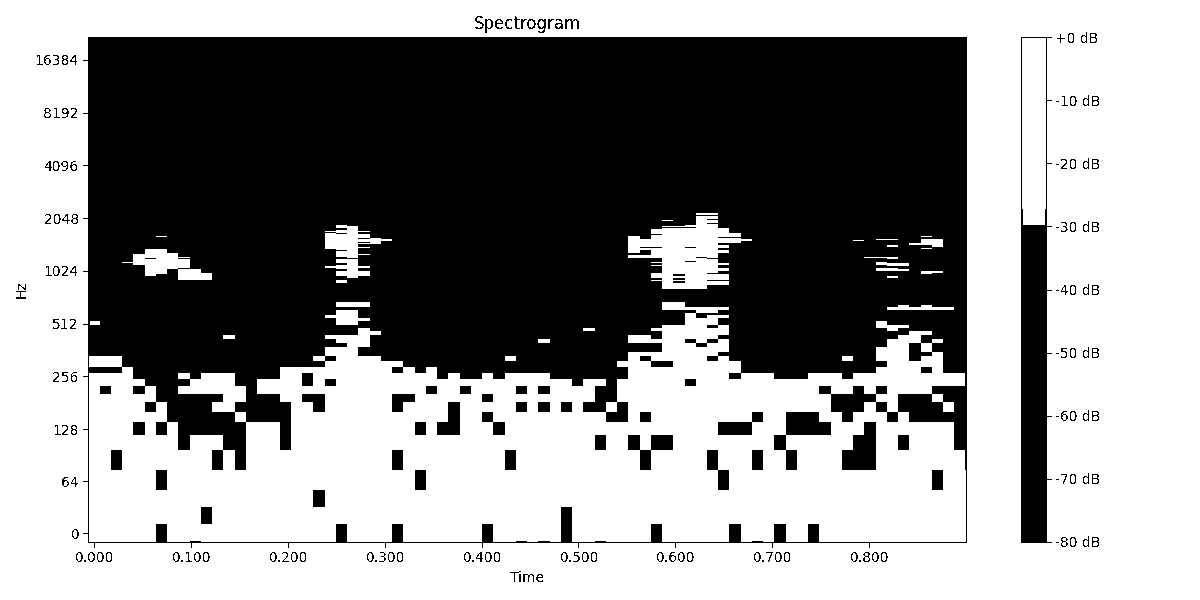 Spectrogram
16384
8192
4096
2048
1024
512
256
128
64
0
Hz
0.000 0.100 0.200 0.300 0.400 0.500 0.600 0.700 0.800
Time
+0 dB
-10 dB
-20 dB
-30 dB
-40 dB
-50 dB
-60 dB
-70 dB
-80 dB